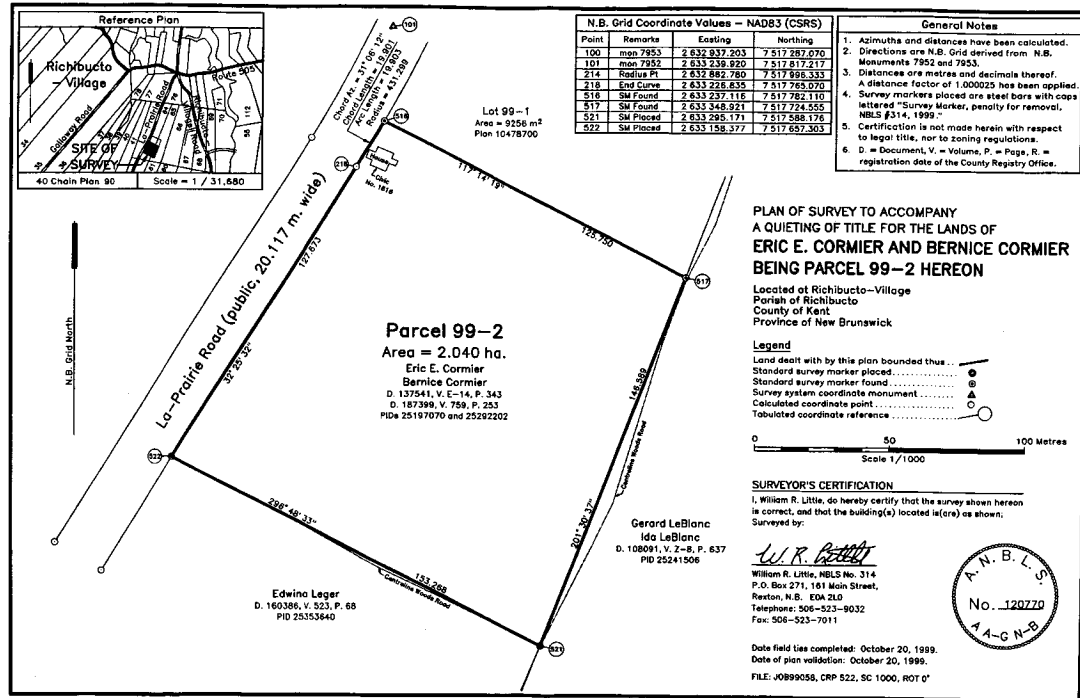 Reference Plan
Richibucto
-Village
Route 505
Gallaway Road
La-Prairie Road
SITE OF
SURVEY
40 Chain Plan 90
Scale = 1 / 31,680
N.B. Grid North
101
Chord Az. = 31° 06' 12"
Chord Length = 19.901
Arc Length = 19.903
Radius = 431.299
516
218
House
Civic
No. 1818
Lot 99-1
Area = 9256 m²
Plan 10478700
117° 14' 19"
125.750
517
La-Prairie Road (public, 20.117 m. wide)
127.673
32° 25' 32"
Parcel 99-2
Area = 2.040 ha.
Eric E. Cormier
Bernice Cormier
D. 137541, V. E-14, P. 343
D. 187399, V. 759, P. 253
PIDs 25197070 and 25292202
146.589
Centreline Woods Road
201° 30' 37"
522
296° 48' 33"
153.288
Centreline Woods Road
521
Gerard LeBlanc
Ida LeBlanc
D. 108091, V. Z-8, P. 637
PID 25241506
Edwina Leger
D. 160386, V. 523, P. 68
PID 25353640
N.B. Grid Coordinate Values - NAD83 (CSRS)
Point Remarks Easting Northing
100 mon 7953 2 632 937.203 7 517 287.070
101 mon 7952 2 633 239.920 7 517 817.217
214 Radius Pt 2 632 882.780 7 517 996.333
218 End Curve 2 633 226.835 7 517 765.070
516 SM Found 2 633 237.116 7 517 782.110
517 SM Found 2 633 348.921 7 517 724.555
521 SM Placed 2 633 295.171 7 517 588.176
522 SM Placed 2 633 158.377 7 517 657.303
General Notes
1. Azimuths and distances have been calculated.
2. Directions are N.B. Grid derived from N.B.
Monuments 7952 and 7953.
3. Distances are metres and decimals thereof.
A distance factor of 1.000025 has been applied.
4. Survey markers placed are steel bars with caps
lettered "Survey Marker, penalty for removal,
NBLS #314, 1999."
5. Certification is not made herein with respect
to legal title, nor to zoning regulations.
6. D. = Document, V. = Volume, P. = Page, R. =
registration date of the County Registry Office.
PLAN OF SURVEY TO ACCOMPANY
A QUIETING OF TITLE FOR THE LANDS OF
ERIC E. CORMIER AND BERNICE CORMIER
BEING PARCEL 99-2 HEREON
Located at Richibucto-Village
Parish of Richibucto
County of Kent
Province of New Brunswick
Legend
Land dealt with by this plan bounded thus ..
Standard survey marker placed
Standard survey marker found
Survey system coordinate monument
Calculated coordinate point
Tabulated coordinate reference
0 50 100 Metres
Scale 1/1000
SURVEYOR'S CERTIFICATION
I, William R. Little, do hereby certify that the survey shown hereon
is correct, and that the building(s) located is(are) as shown;
Surveyed by:
W. R. Little
William R. Little, NBLS No. 314
P.O. Box 271, 161 Main Street,
Rexton, N.B. E0A 2L0
Telephone: 506-523-9032
Fax: 506-523-7011
A. N. B. L. S
No. 120770
A A-G N-B
Date field ties completed: October 20, 1999.
Date of plan validation: October 20, 1999.
FILE: JOB99058, CRP 522, SC 1000, ROT 0°